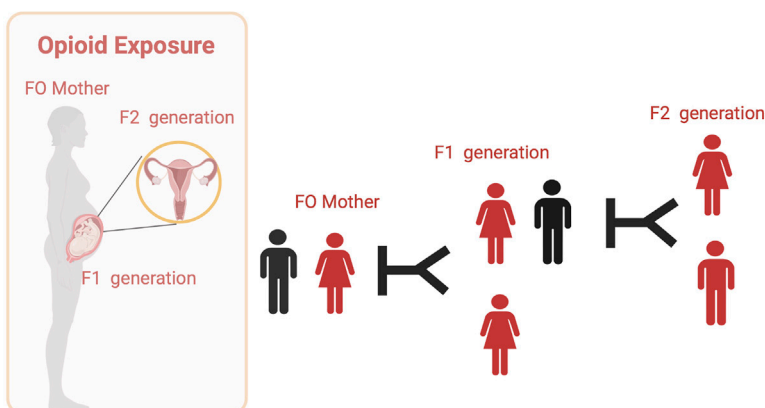 Opioid Exposure
FO Mother
F2 generation
F1 generation
FO Mother
F1 generation
F2 generation